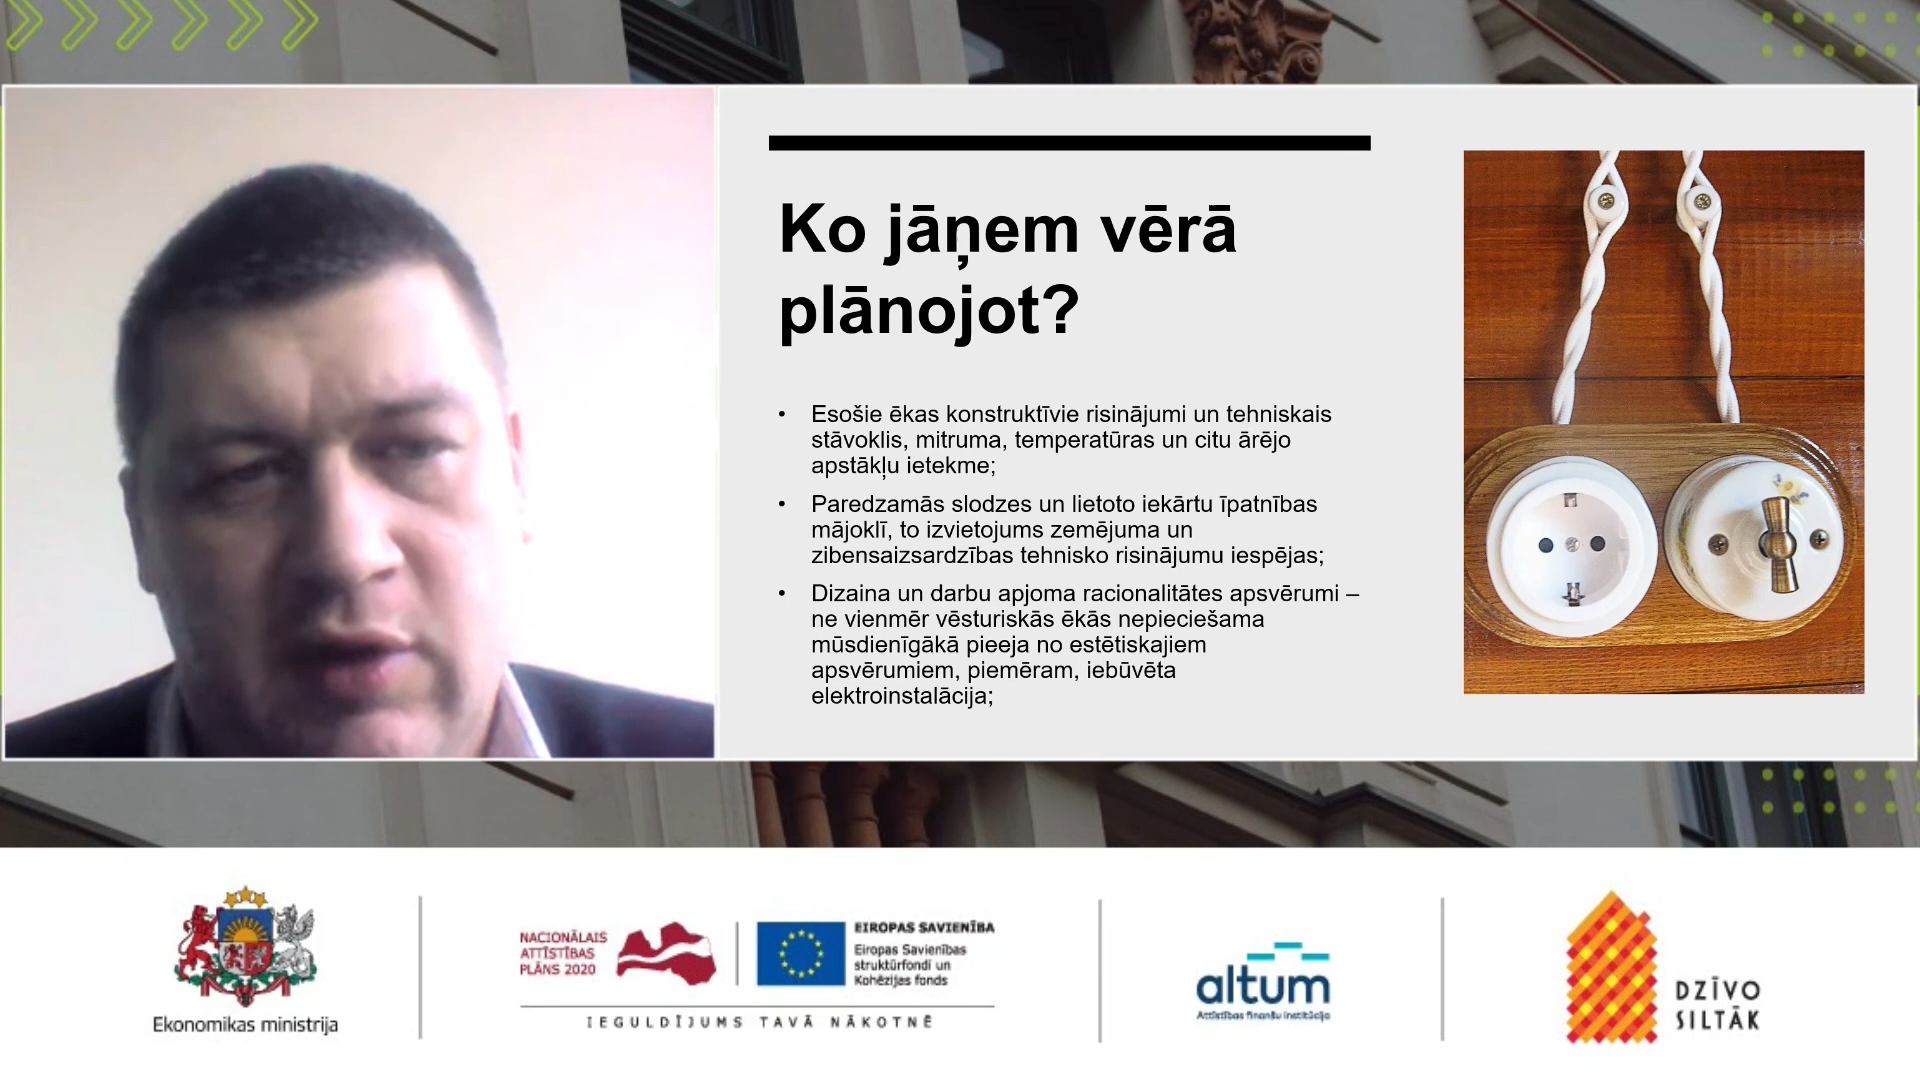 Ko jāņem vērā
plānojot?
• Esošie ēkas konstruktīvie risinājumi un tehniskais
stāvoklis, mitruma, temperatūras un citu ārējo
apstākļu ietekme;
• Paredzamās slodzes un lietoto iekārtu īpatnības
mājoklī, to izvietojums zemējuma un
zibensaizsardzības tehnisko risinājumu iespējas;
• Dizaina un darbu apjoma racionalitātes apsvērumi –
ne vienmēr vēsturiskās ēkās nepieciešama
mūsdienīgākā pieeja no estētiskajiem
apsvērumiem, piemēram, iebūvēta
elektroinstalācija;
Ekonomikas ministrija
NACIONĀLAIS
ATTĪSTĪBAS
PLĀNS 2020
EIROPAS SAVIENĪBA
Eiropas Savienības
struktūrfondi un
Kohēzijas fonds
IEGULDĪJUMS TAVĀ NĀKOTNĒ
altum
Attīstības finanšu institūcija
DZĪVO
SILTĀK